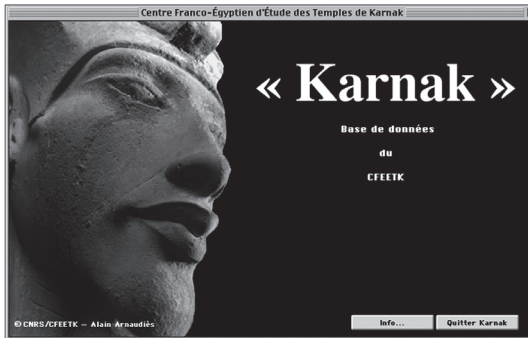 Centre Franco-Égyptien d'Étude des Temples de Karnak
« Karnak »
Base de données
du
CFEETK
© CNRS/CFEETK – Alain Arnaudiès
Info...
Quitter Karnak